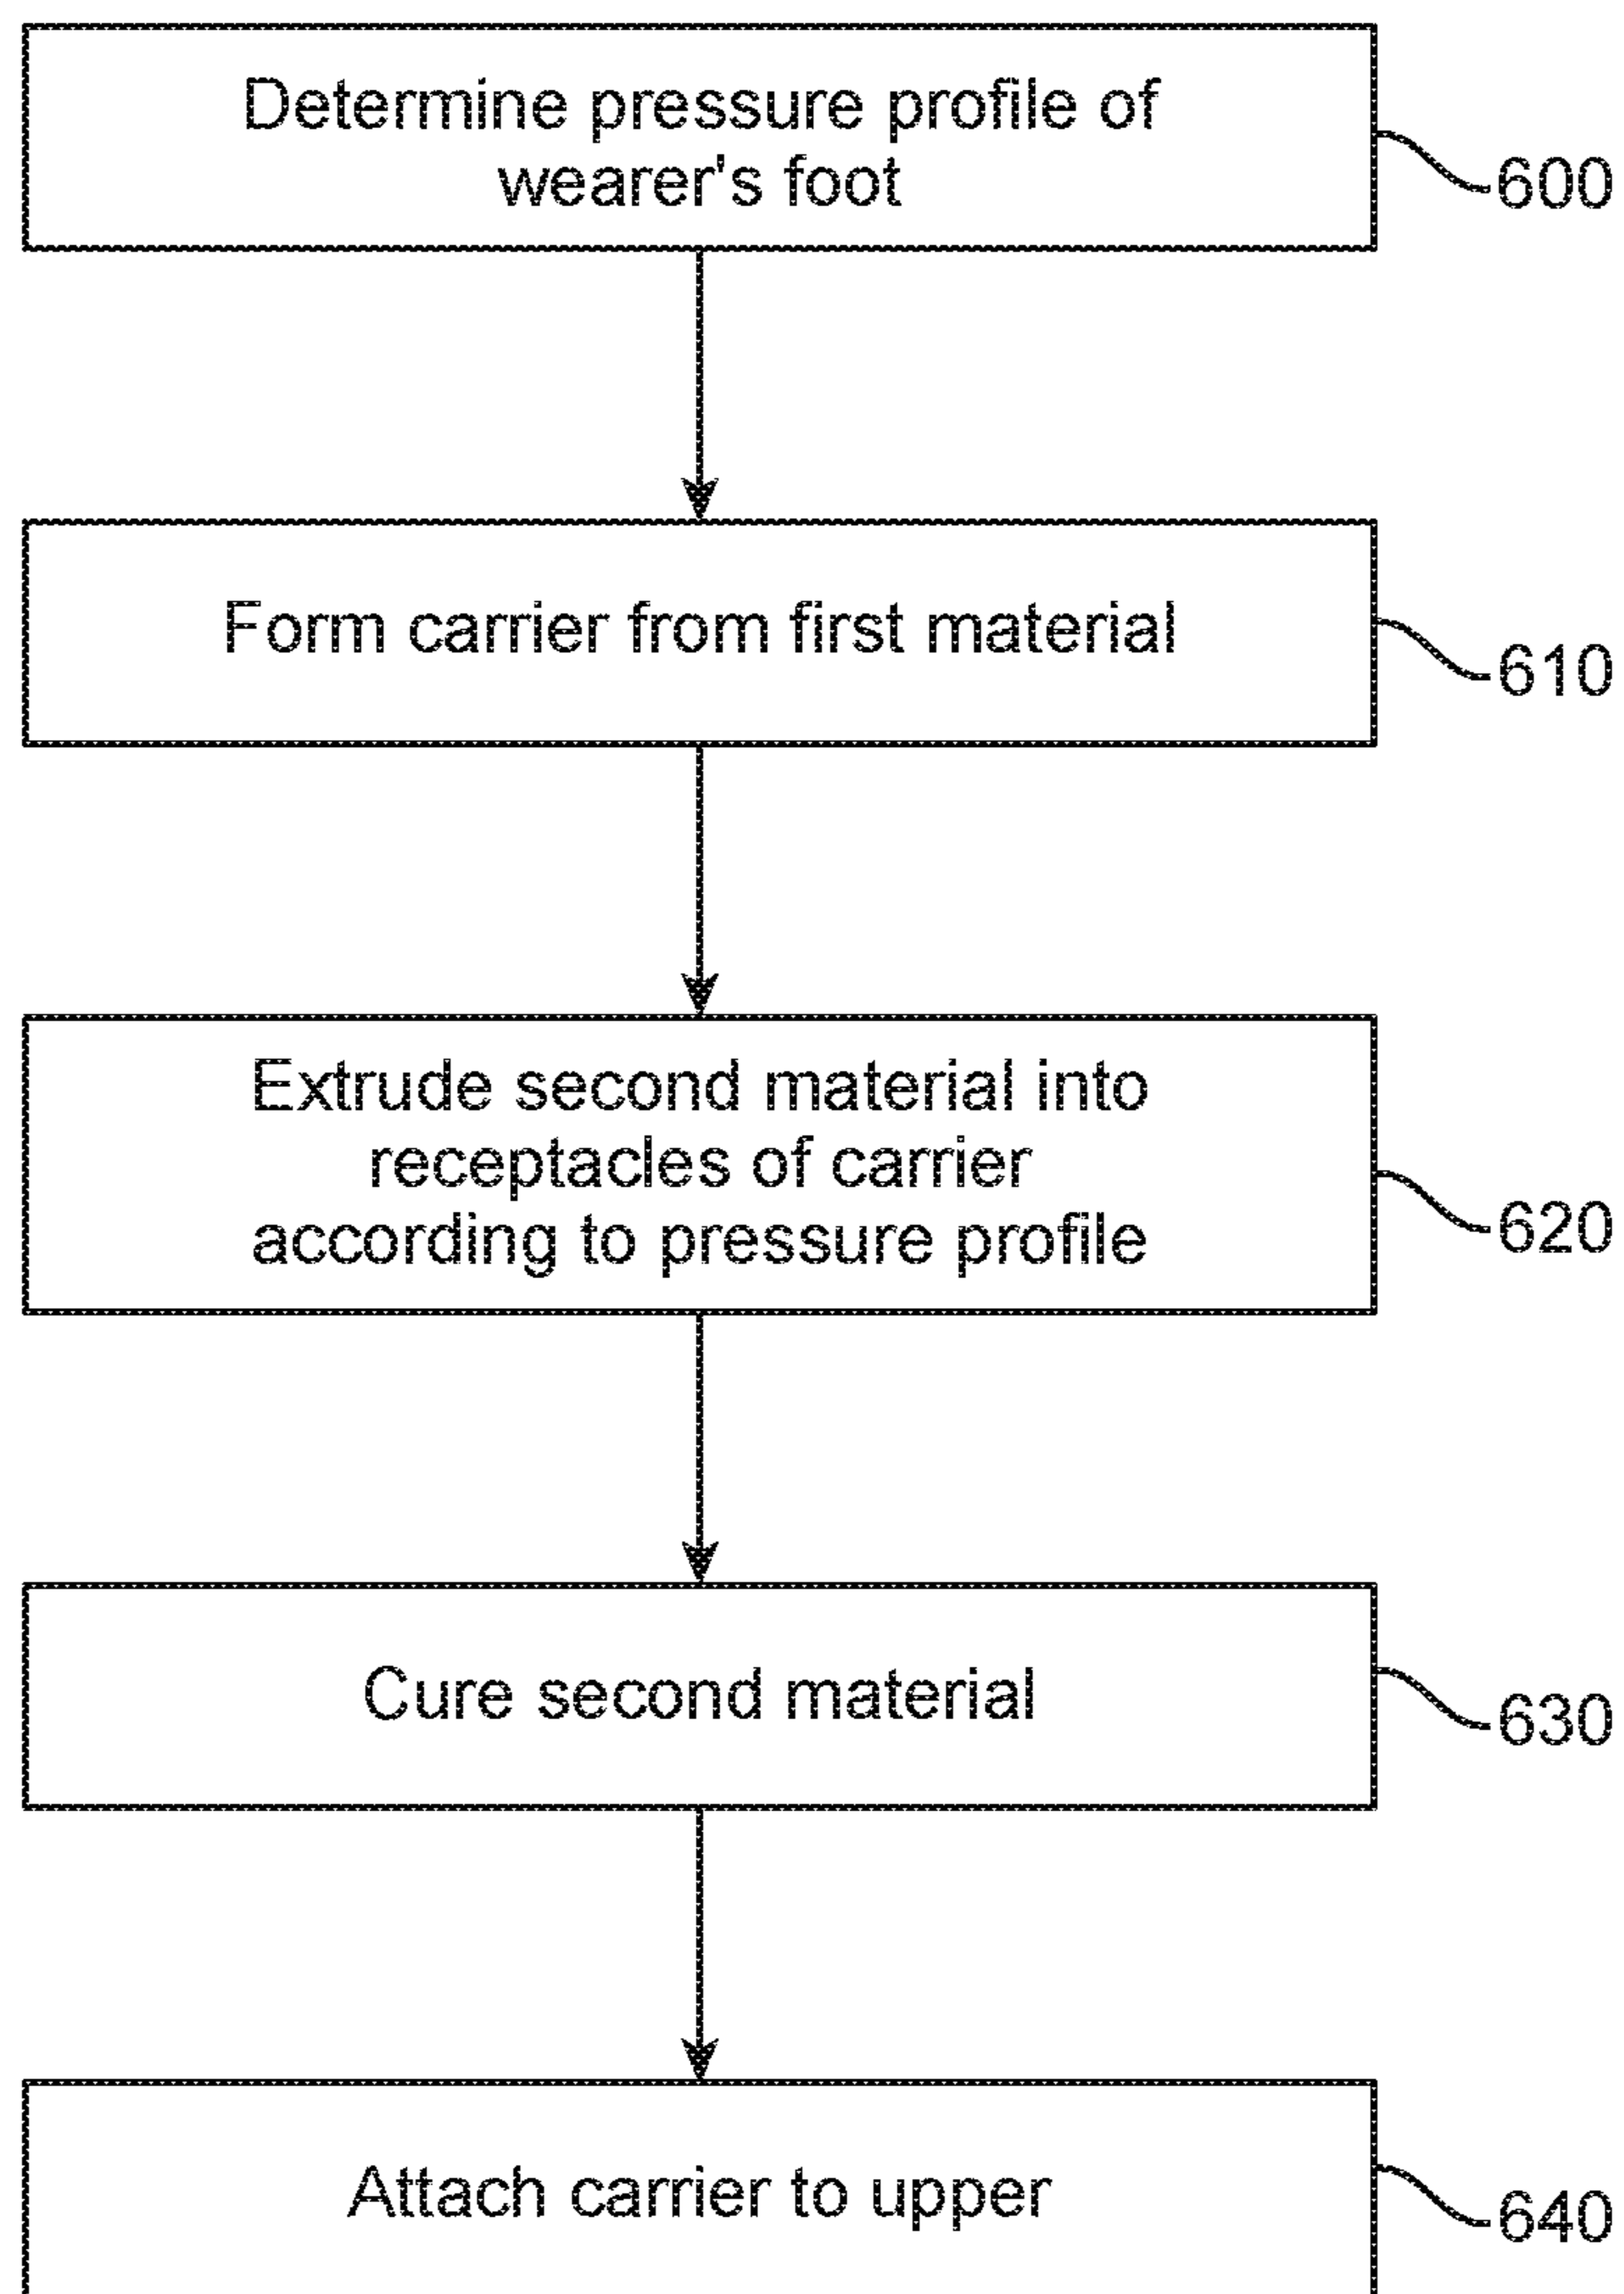 Determine pressure profile of
wearer's foot
600
Form carrier from first material
610
Extrude second material into
receptacles of carrier
according to pressure profile
620
Cure second material
630
Attach carrier to upper
640